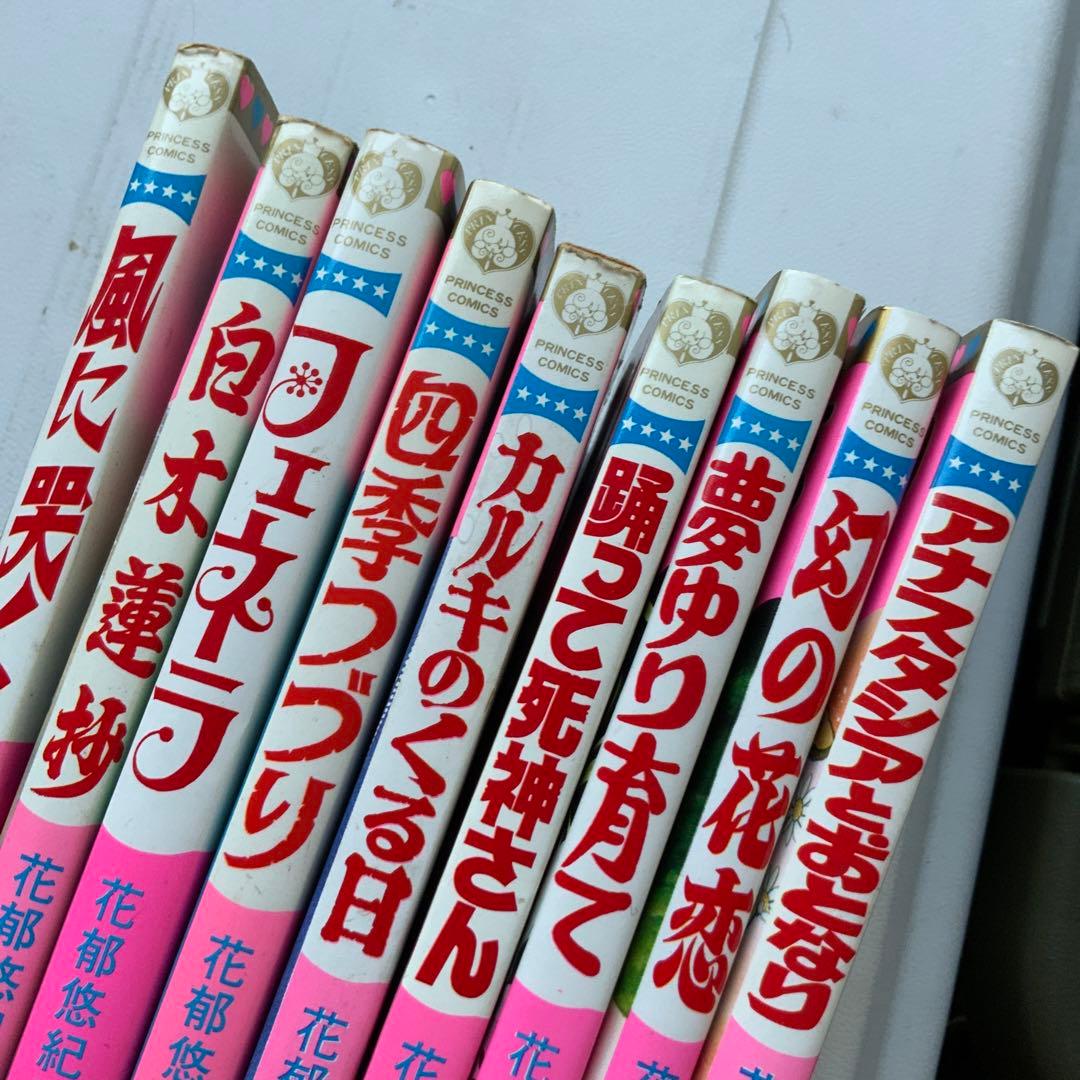 PRINCESS
COMICS
風に哭く
花郁悠
PRINCESS
COMICS
白木蓮抄
花郁悠紀
PRINCESS
COMICS
フェネラ
花郁悠
PRINCESS
COMICS
四季つづり
花郁
PRINCESS
COMICS
カルキのくる日
花
PRINCESS
COMICS
踊って死神さん
花
PRINCESS
COMICS
夢ゆり育て
花
PRINCESS
COMICS
幻の花恋
PRINCESS
COMICS
アナスタシアとおとなり